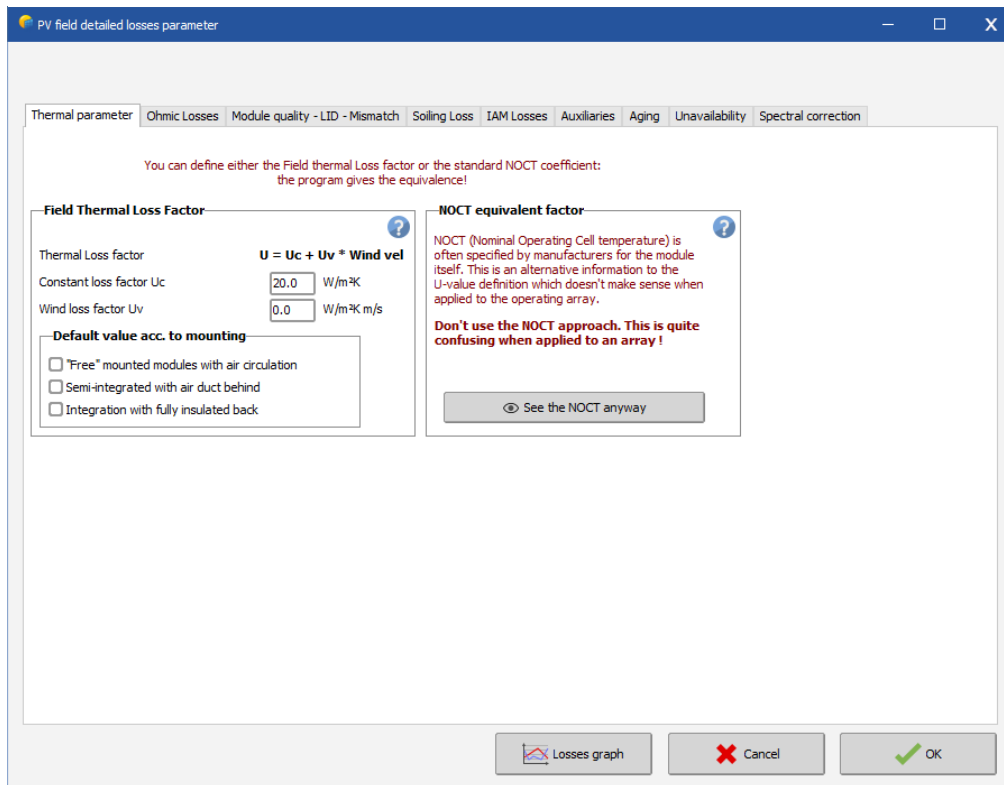 PV field detailed losses parameter
Thermal parameter Ohmic Losses Module quality - LID - Mismatch Soiling Loss IAM Losses Auxiliaries Aging Unavailability Spectral correction
You can define either the Field thermal Loss factor or the standard NOCT coefficient:
the program gives the equivalence!
Field Thermal Loss Factor
?
Thermal Loss factor U = Uc + Uv * Wind vel
Constant loss factor Uc 20.0 W/m²K
Wind loss factor Uv 0.0 W/m²K m/s
Default value acc. to mounting
"Free" mounted modules with air circulation
Semi-integrated with air duct behind
Integration with fully insulated back
NOCT equivalent factor
?
NOCT (Nominal Operating Cell temperature) is
often specified by manufacturers for the module
itself. This is an alternative information to the
U-value definition which doesn't make sense when
applied to the operating array.
Don't use the NOCT approach. This is quite
confusing when applied to an array !
See the NOCT anyway
Losses graph Cancel OK